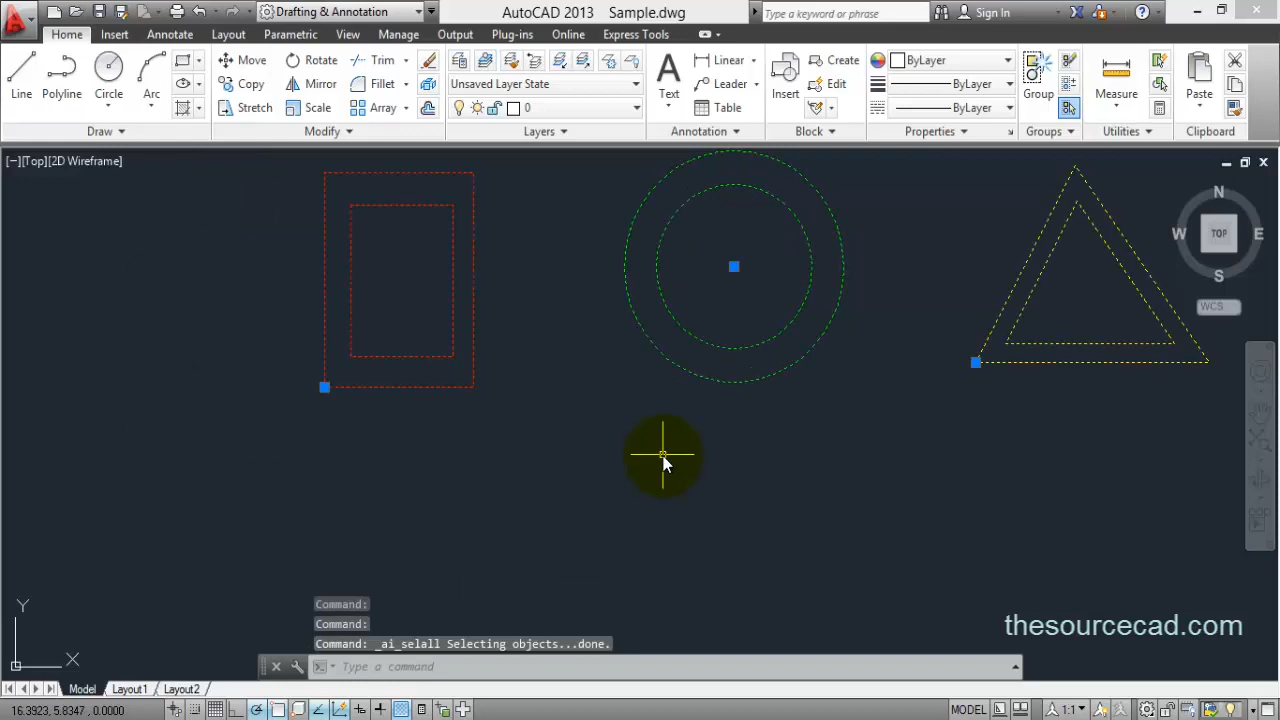 Drafting & Annotation
AutoCAD 2013 Sample.dwg
Type a keyword or phrase
Sign In
Home Insert Annotate Layout Parametric View Manage Output Plug-ins Online Express Tools
Line Polyline Circle Arc
Move Rotate Trim
Copy Mirror Fillet
Stretch Scale Array
Unsaved Layer State
0
Text
Linear
Leader
Table
Insert
Create
Edit
ByLayer
ByLayer
ByLayer
Group
Measure
Paste
Draw Modify Layers Annotation Block Properties Groups Utilities Clipboard
[−][Top][2D Wireframe]
N
W TOP E
S
WCS
Y
X
Command:
Command:
Command: _ai_selall Selecting objects...done.
Type a command
thesourcecad.com
Model Layout1 Layout2
16.3923, 5.8347, 0.0000
MODEL
1:1